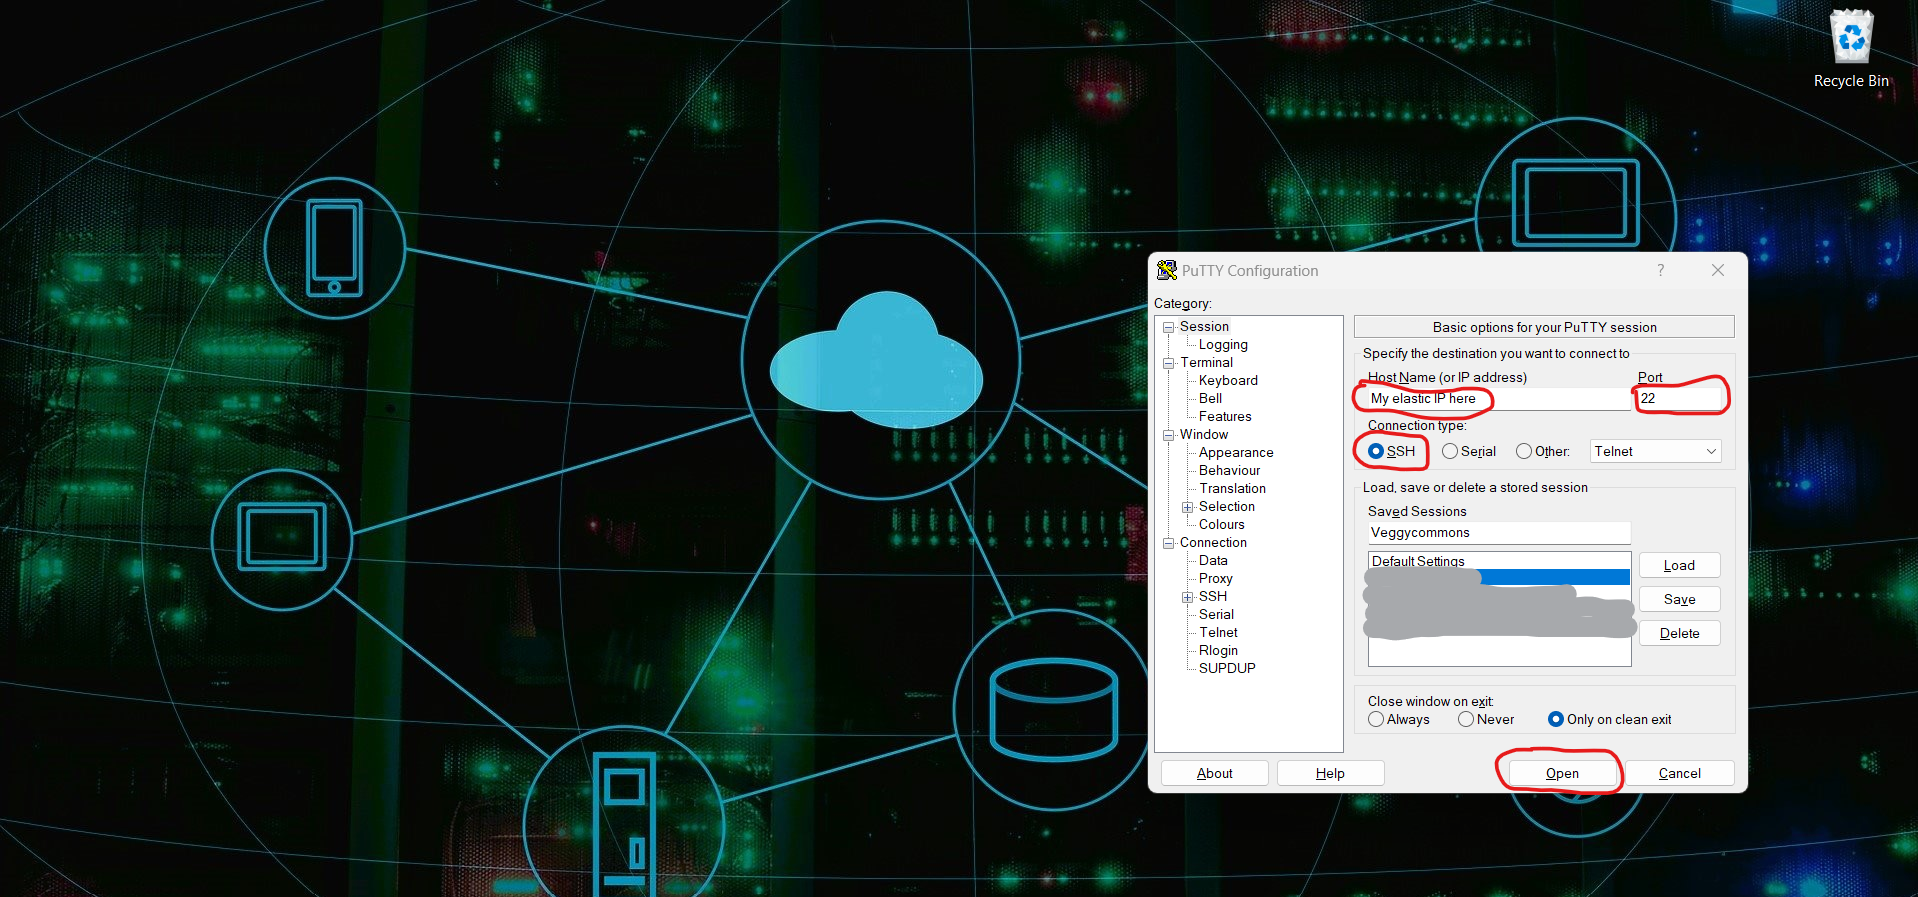 Recycle Bin
PuTTY Configuration
?
Category:
Session
Logging
Terminal
Keyboard
Bell
Features
Window
Appearance
Behaviour
Translation
Selection
Colours
Connection
Data
Proxy
SSH
Serial
Telnet
Rlogin
SUPDUP
Basic options for your PuTTY session
Specify the destination you want to connect to
Host Name (or IP address) Port
My elastic IP here 22
Connection type:
SSH Serial Other: Telnet
Load, save or delete a stored session
Saved Sessions
Veggycommons
Default Settings
Load
Save
Delete
Close window on exit:
Always Never Only on clean exit
About Help Open Cancel